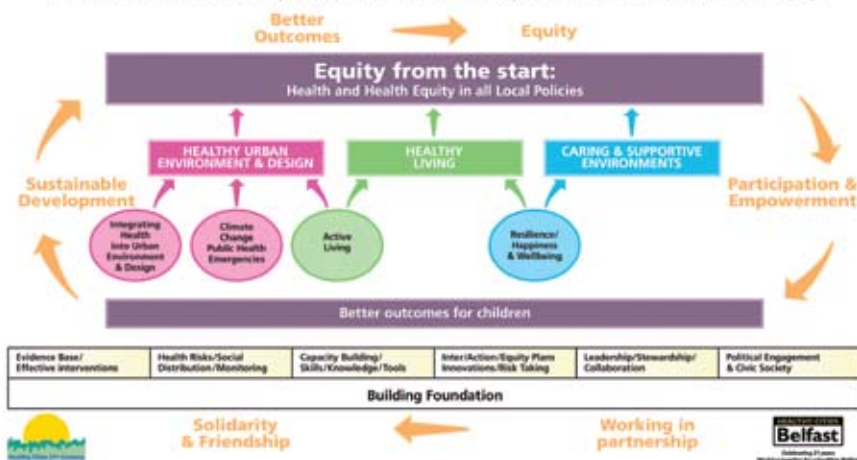 Better
Outcomes
Equity
Equity from the start:
Health and Health Equity in all Local Policies
HEALTHY URBAN
ENVIRONMENT & DESIGN
HEALTHY
LIVING
CARING & SUPPORTIVE
ENVIRONMENTS
Sustainable
Development
Participation &
Empowerment
Integrating
Health
into Urban
Environment
& Design
Climate
Change
Public Health
Emergencies
Active
Living
Resilience/
Happiness
& Wellbeing
Better outcomes for children
Evidence Base/
Effective interventions
Health Risks/Social
Distribution/Monitoring
Capacity Building/
Skills/Knowledge/Tools
Inter/Action/Equity Plans
Innovations/Risk Taking
Leadership/Stewardship/
Collaboration
Political Engagement
& Civic Society
Building Foundation
Solidarity
& Friendship
Working in
partnership
HEALTHY CITIES
Belfast